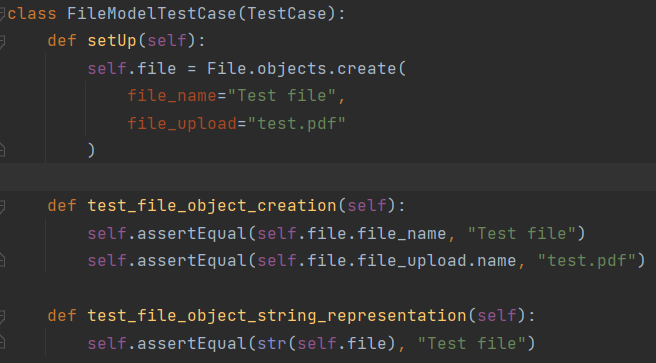 class FileModelTestCase(TestCase):
    def setUp(self):
        self.file = File.objects.create(
            file_name="Test file",
            file_upload="test.pdf"
        )

    def test_file_object_creation(self):
        self.assertEqual(self.file.file_name, "Test file")
        self.assertEqual(self.file.file_upload.name, "test.pdf")

    def test_file_object_string_representation(self):
        self.assertEqual(str(self.file), "Test file")